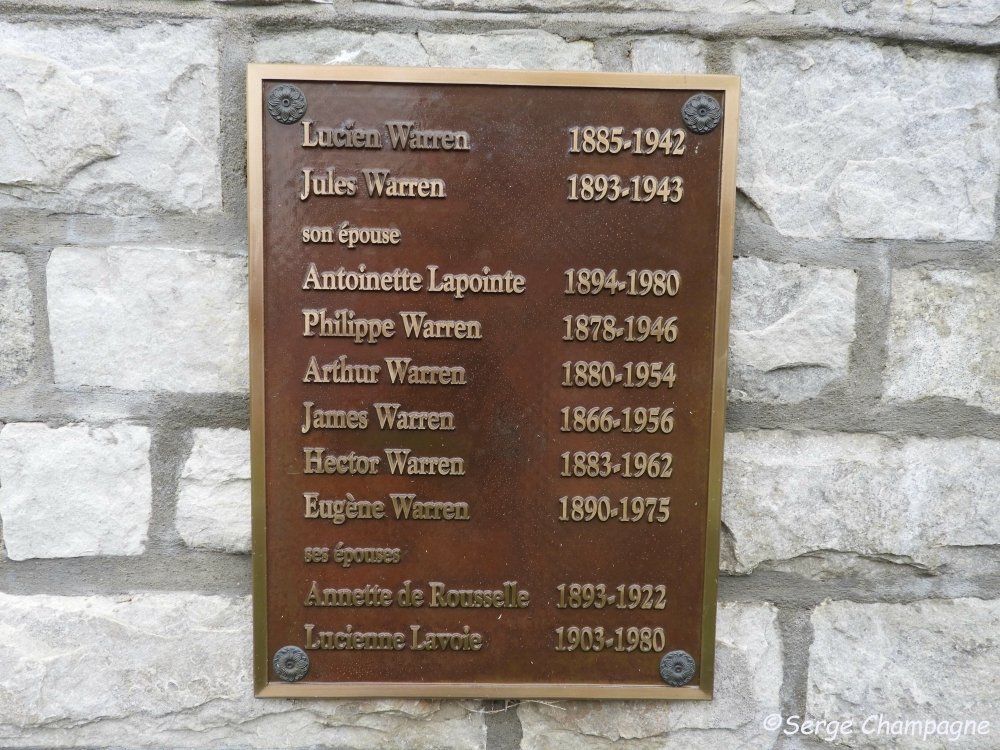 Lucien Warren 1885-1942
Jules Warren 1893-1943
son épouse
Antoinette Lapointe 1894-1980
Philippe Warren 1878-1946
Arthur Warren 1880-1954
James Warren 1866-1956
Hector Warren 1883-1962
Eugène Warren 1890-1975
ses épouses
Annette de Rousselle 1893-1922
Lucienne Lavoie 1903-1980
©Serge Champagne